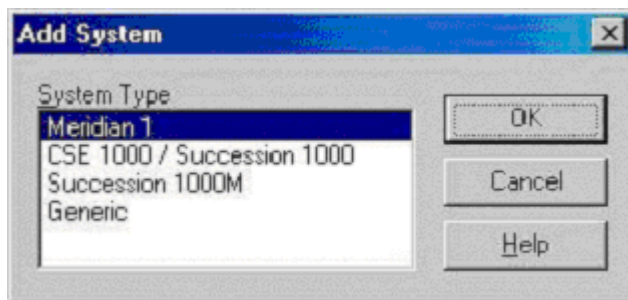 Add System
System Type
Meridian 1
CSE 1000 / Succession 1000
Succession 1000M
Generic
OK
Cancel
Help